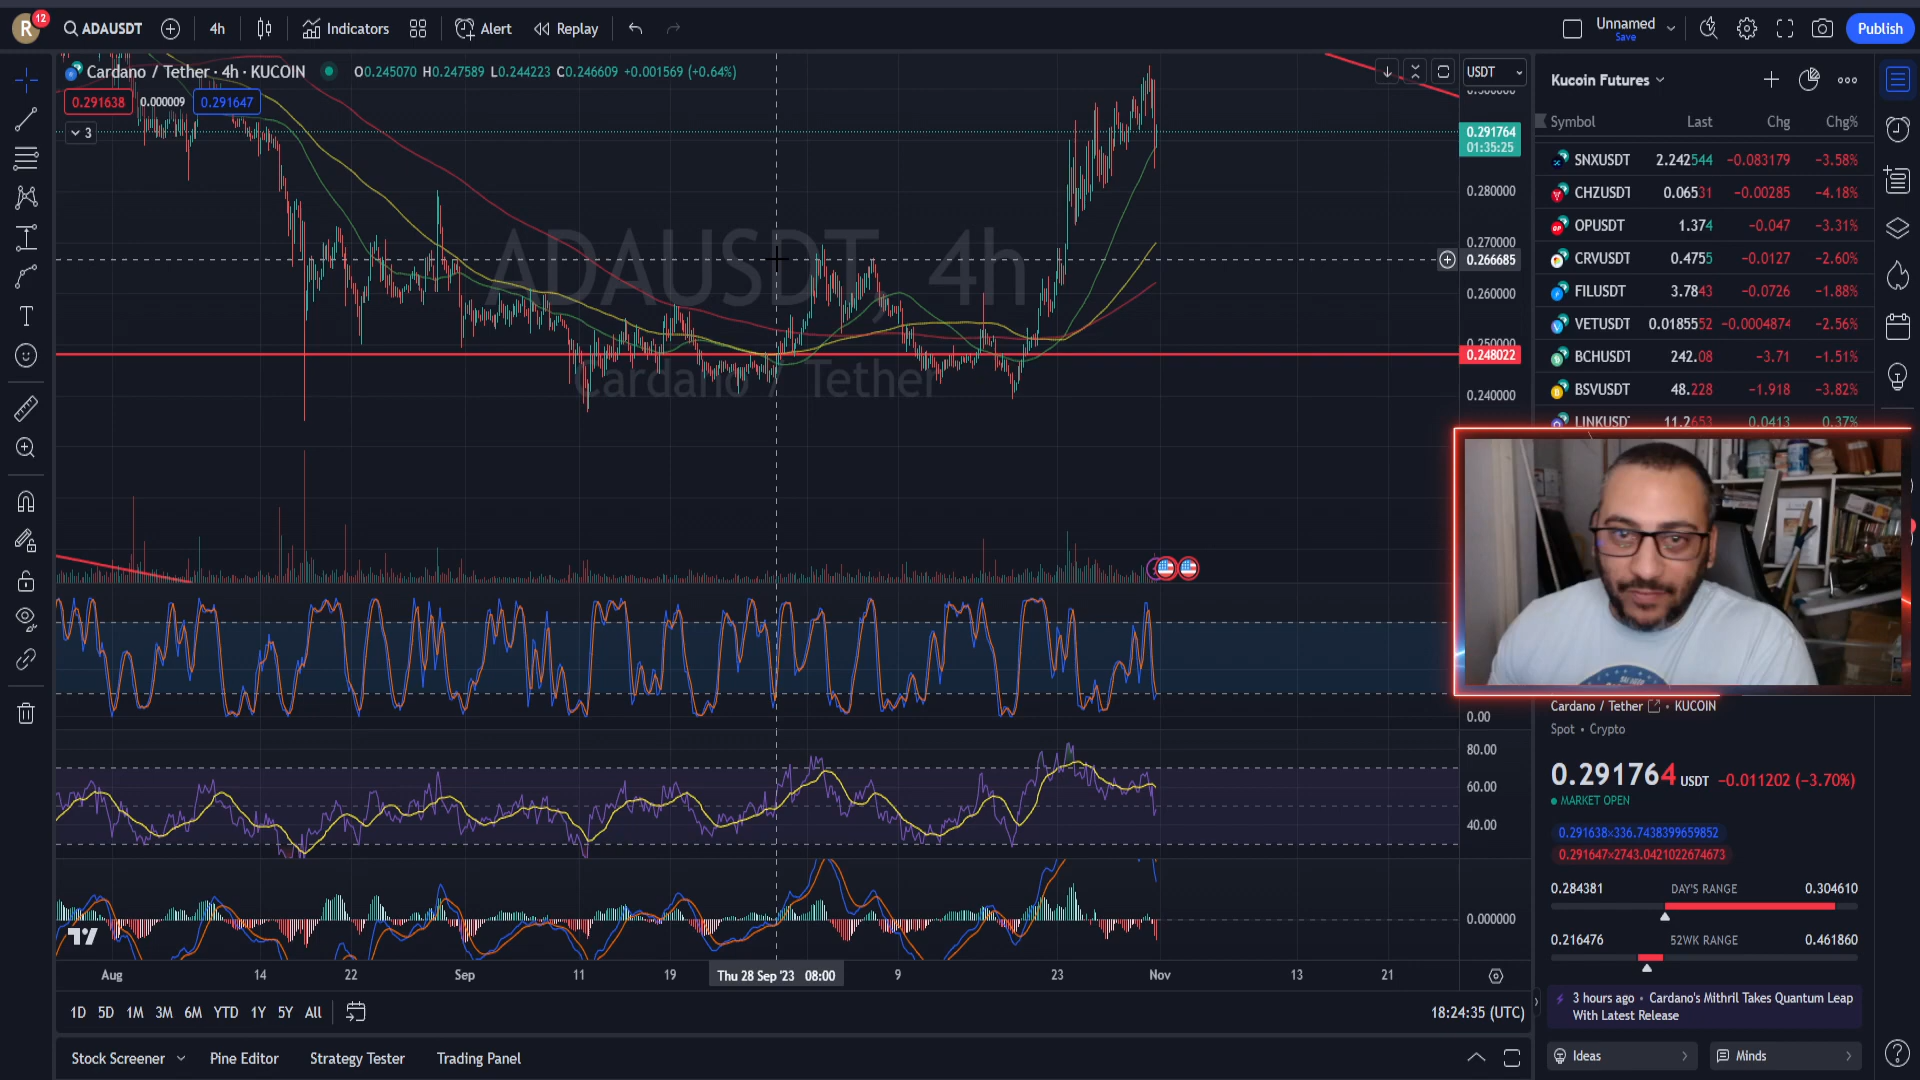 R 12 ADAUSDT 4h Indicators Alert Replay Unnamed Save Publish
Cardano / Tether · 4h · KUCOIN O0.245070 H0.247589 L0.244223 C0.246609 +0.001569 (+0.64%)
0.291638 0.000009 0.291647
3
USDT
0.291764
01:35:25
0.280000
0.270000
0.266685
0.260000
0.248022
0.240000
ADAUSDT, 4h
Cardano / Tether
0.00
80.00
60.00
40.00
0.000000
Aug 14 22 Sep 11 19 Thu 28 Sep '23 08:00 9 23 Nov 13 21
1D 5D 1M 3M 6M YTD 1Y 5Y All 18:24:35 (UTC)
Stock Screener Pine Editor Strategy Tester Trading Panel
Kucoin Futures
Symbol Last Chg Chg%
SNXUSDT 2.242544 −0.083179 −3.58%
CHZUSDT 0.06531 −0.00285 −4.18%
OPUSDT 1.374 −0.047 −3.31%
CRVUSDT 0.4755 −0.0127 −2.60%
FILUSDT 3.7843 −0.0726 −1.88%
VETUSDT 0.0185552 −0.0004874 −2.56%
BCHUSDT 242.08 −3.71 −1.51%
BSVUSDT 48.228 −1.918 −3.82%
LINKUSDT 11.2653 0.0413 0.37%
Cardano / Tether • KUCOIN
Spot • Crypto
0.291764 USDT −0.011202 (−3.70%)
MARKET OPEN
0.291638×336.7438399659852
0.291647×2743.0421022674673
0.284381 DAY'S RANGE 0.304610
0.216476 52WK RANGE 0.461860
3 hours ago • Cardano's Mithril Takes Quantum Leap
With Latest Release
Ideas Minds